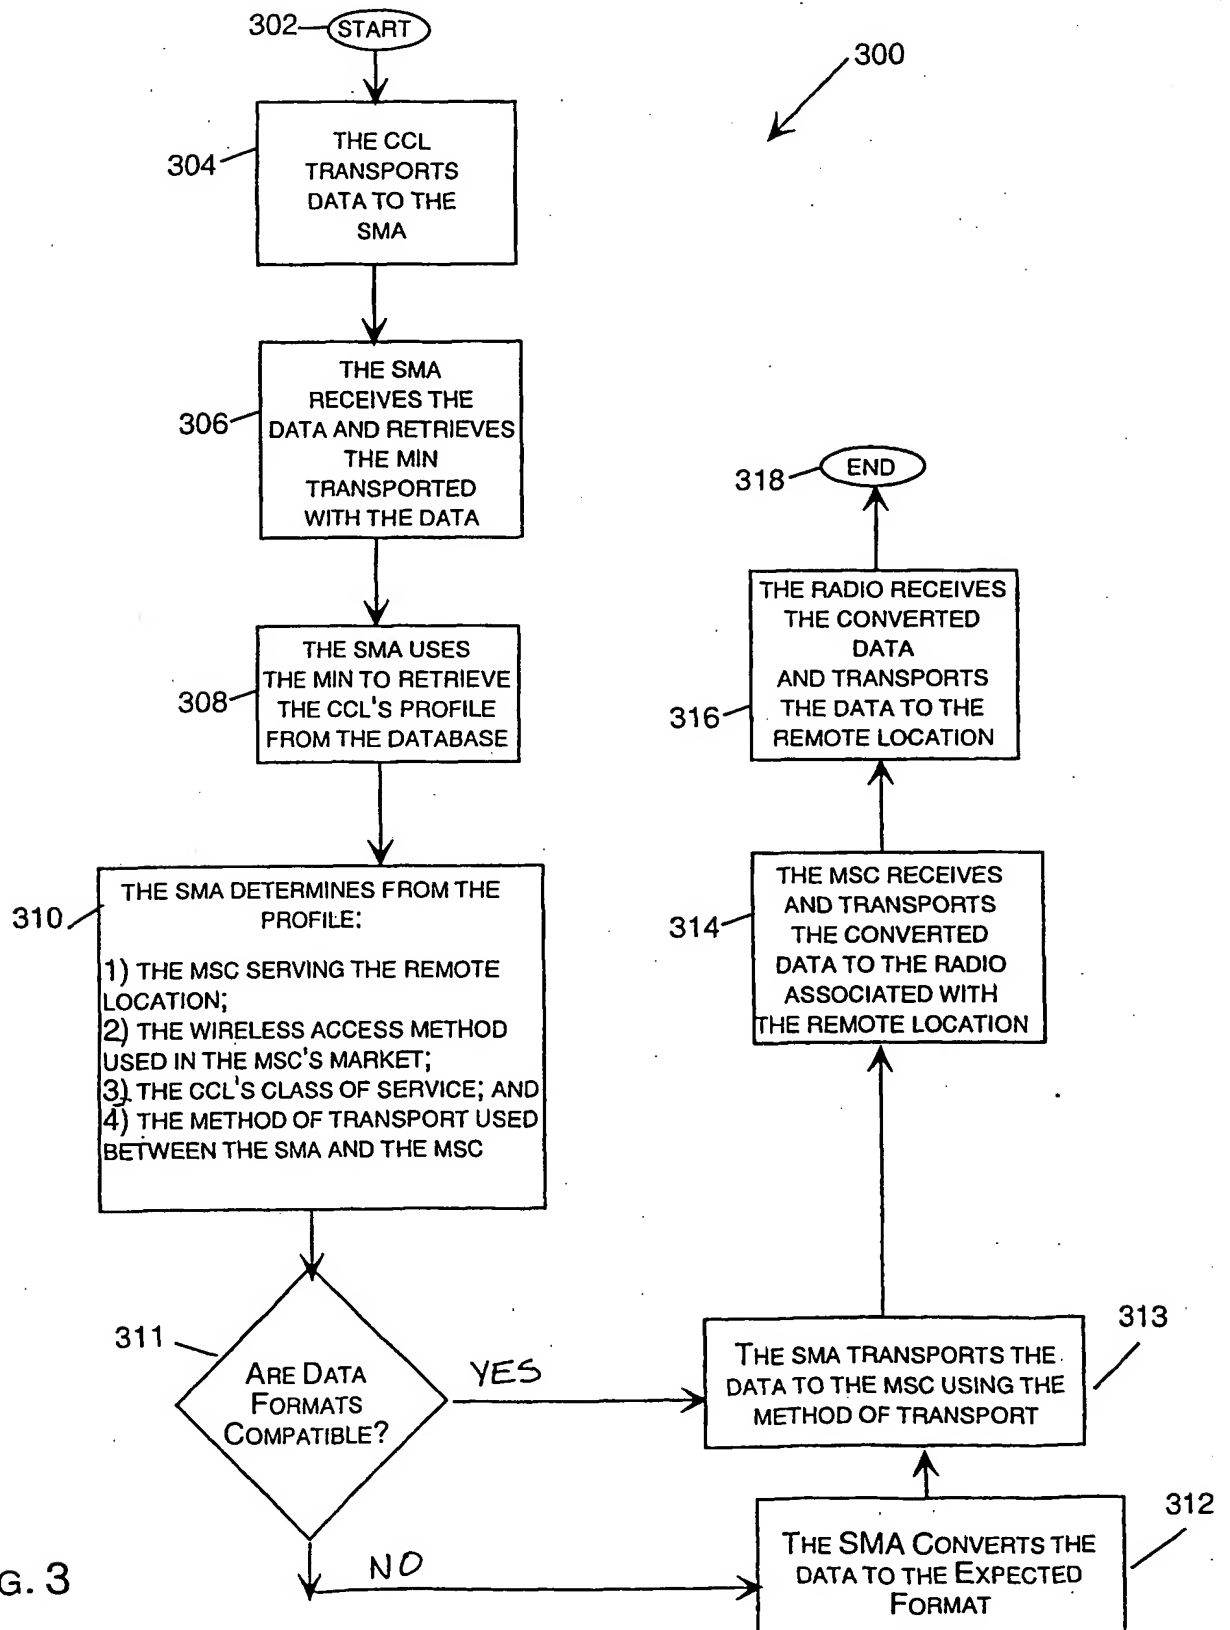 302
START
300
304
THE CCL
TRANSPORTS
DATA TO THE
SMA
306
THE SMA
RECEIVES THE
DATA AND RETRIEVES
THE MIN
TRANSPORTED
WITH THE DATA
308
THE SMA USES
THE MIN TO RETRIEVE
THE CCL'S PROFILE
FROM THE DATABASE
310
THE SMA DETERMINES FROM THE
PROFILE:
1) THE MSC SERVING THE REMOTE
LOCATION;
2) THE WIRELESS ACCESS METHOD
USED IN THE MSC'S MARKET;
3) THE CCL'S CLASS OF SERVICE; AND
4) THE METHOD OF TRANSPORT USED
BETWEEN THE SMA AND THE MSC
311
ARE DATA
FORMATS
COMPATIBLE?
YES
NO
312
THE SMA CONVERTS THE
DATA TO THE EXPECTED
FORMAT
313
THE SMA TRANSPORTS THE
DATA TO THE MSC USING THE
METHOD OF TRANSPORT
314
THE MSC RECEIVES
AND TRANSPORTS
THE CONVERTED
DATA TO THE RADIO
ASSOCIATED WITH
THE REMOTE LOCATION
316
THE RADIO RECEIVES
THE CONVERTED
DATA
AND TRANSPORTS
THE DATA TO THE
REMOTE LOCATION
318
END
G. 3